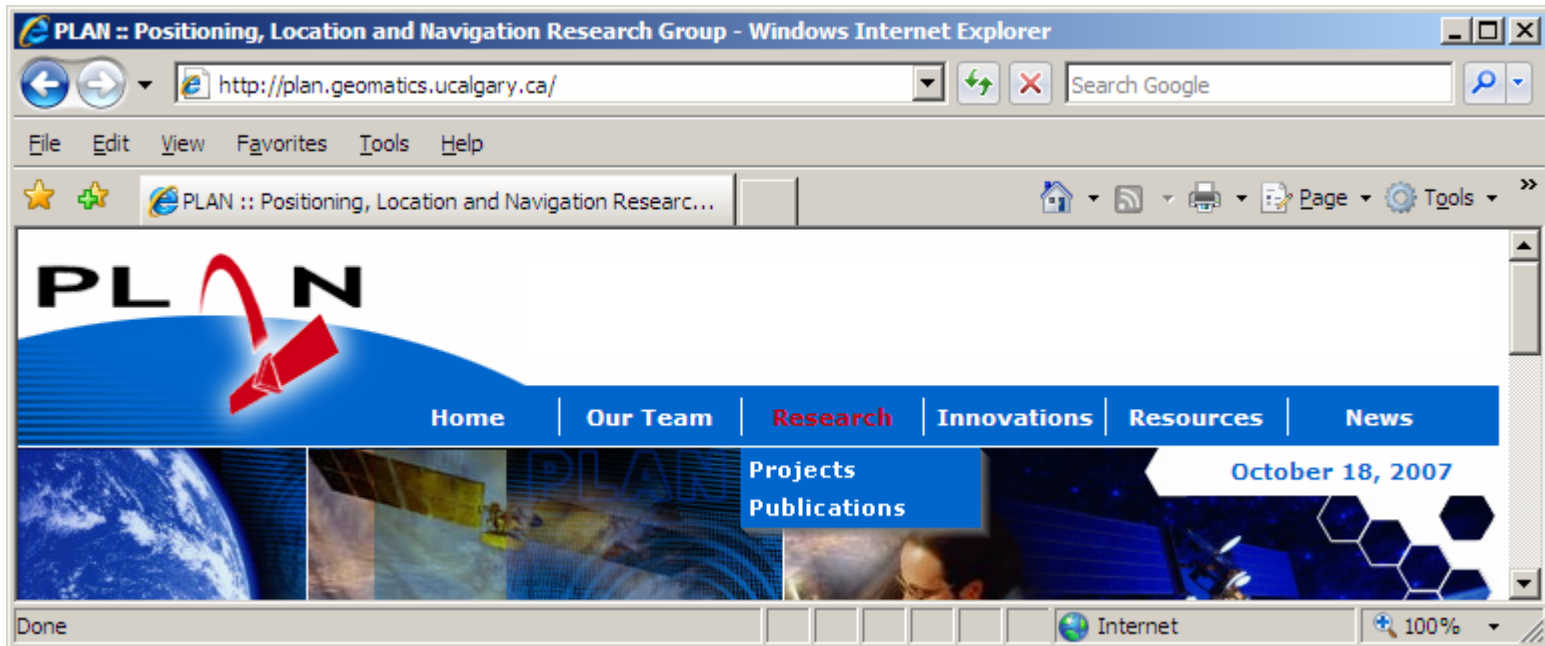 PLAN :: Positioning, Location and Navigation Research Group - Windows Internet Explorer
http://plan.geomatics.ucalgary.ca/
Search Google
File Edit View Favorites Tools Help
PLAN :: Positioning, Location and Navigation Researc...
Page Tools »
PLAN
Home Our Team Research Innovations Resources News
PLAN
Projects
Publications
October 18, 2007
Done Internet 100%